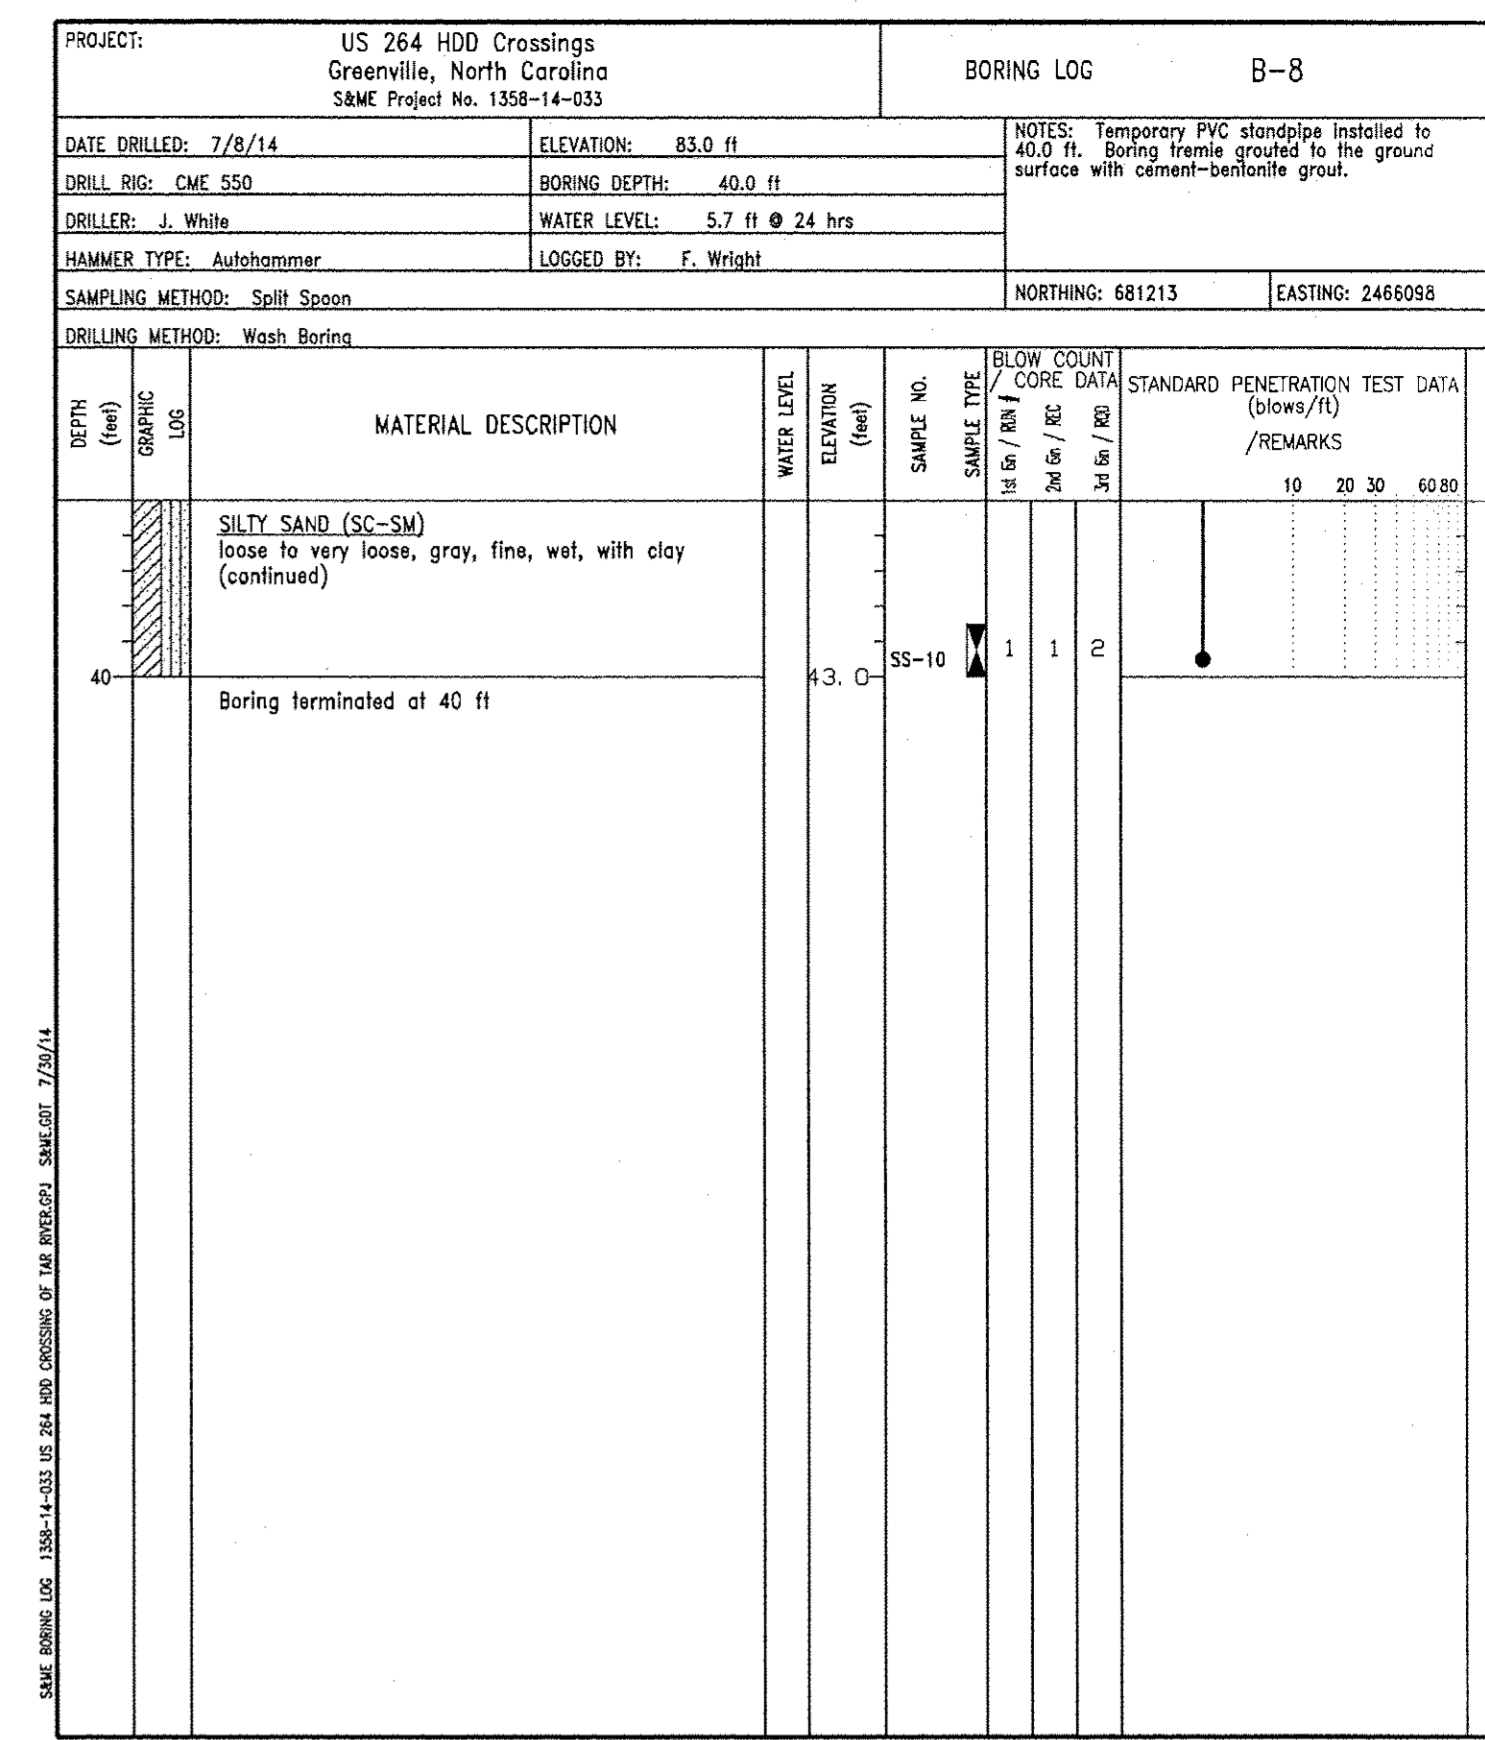 PROJECT:
US 264 HDD Crossings
Greenville, North Carolina
S&ME Project No. 1358-14-033
BORING LOG B-8
DATE DRILLED: 7/8/14
ELEVATION: 83.0 ft
NOTES: Temporary PVC standpipe installed to
40.0 ft. Boring tremie grouted to the ground
surface with cement-bentonite grout.
DRILL RIG: CME 550
BORING DEPTH: 40.0 ft
DRILLER: J. White
WATER LEVEL: 5.7 ft @ 24 hrs
HAMMER TYPE: Autohammer
LOGGED BY: F. Wright
SAMPLING METHOD: Split Spoon
NORTHING: 681213
EASTING: 2466098
DRILLING METHOD: Wash Boring
DEPTH
(feet)
GRAPHIC
LOG
MATERIAL DESCRIPTION
WATER LEVEL
ELEVATION
(feet)
SAMPLE NO.
SAMPLE TYPE
BLOW COUNT
/ CORE DATA
1st 6in / RUN #
2nd 6in / REC
3rd 6in / RQD
STANDARD PENETRATION TEST DATA
(blows/ft)
/REMARKS
10 20 30 60 80
SILTY SAND (SC-SM)
loose to very loose, gray, fine, wet, with clay
(continued)
SS-10 1 1 2
40
43.0
Boring terminated at 40 ft
S&ME BORING LOG 1358-14-033 US 264 HDD CROSSING OF TAR RIVER.GPJ S&ME.GDT 7/30/14